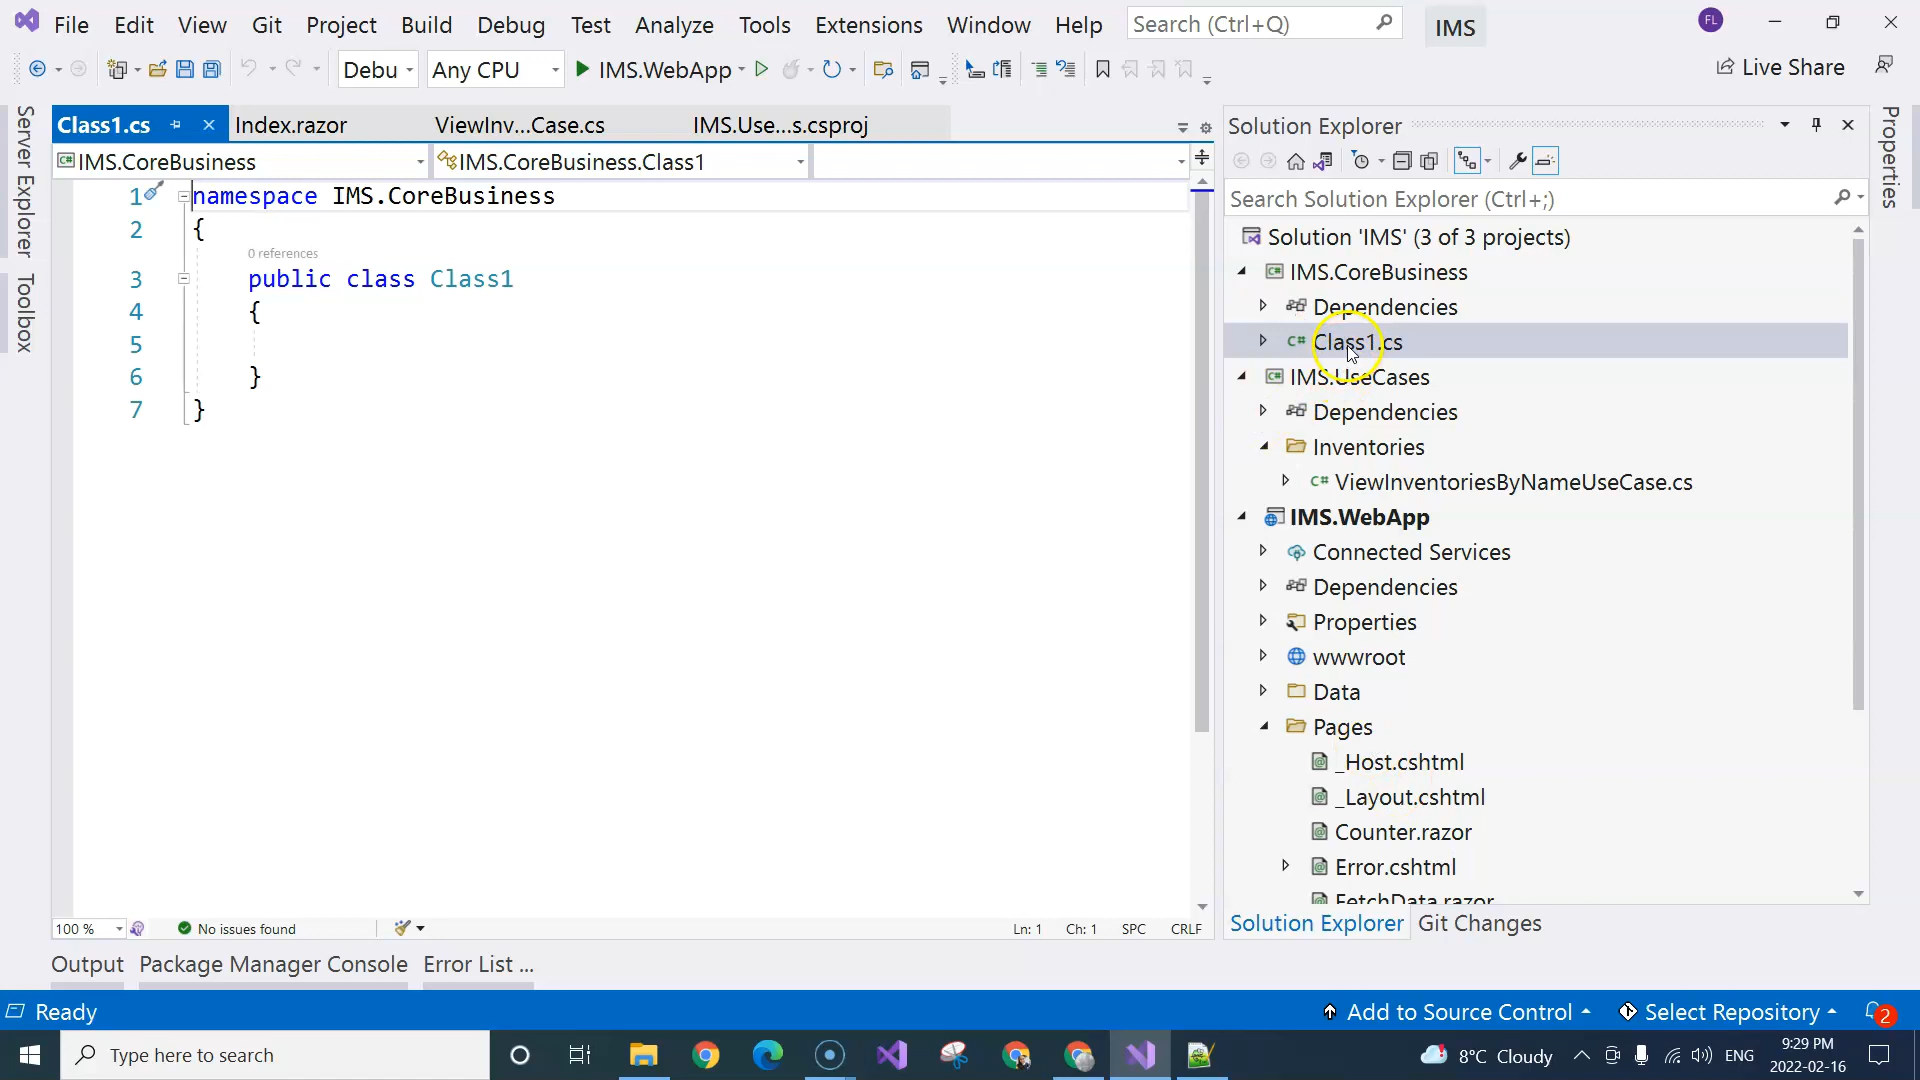 File Edit View Git Project Build Debug Test Analyze Tools Extensions Window Help Search (Ctrl+Q) IMS FL
Debu Any CPU IMS.WebApp Live Share
Class1.cs Index.razor ViewInv...Case.cs IMS.Use...s.csproj
IMS.CoreBusiness IMS.CoreBusiness.Class1
1 namespace IMS.CoreBusiness
2 {
0 references
3 public class Class1
4 {
5
6 }
7 }
100 % No issues found Ln: 1 Ch: 1 SPC CRLF
Server Explorer
Toolbox
Solution Explorer
Search Solution Explorer (Ctrl+;)
Solution 'IMS' (3 of 3 projects)
IMS.CoreBusiness
Dependencies
C# Class1.cs
IMS.UseCases
Dependencies
Inventories
C# ViewInventoriesByNameUseCase.cs
IMS.WebApp
Connected Services
Dependencies
Properties
wwwroot
Data
Pages
_Host.cshtml
_Layout.cshtml
Counter.razor
Error.cshtml
FetchData.razor
Solution Explorer Git Changes
Properties
Output Package Manager Console Error List ...
Ready Add to Source Control Select Repository 2
Type here to search 8°C Cloudy ENG 9:29 PM
2022-02-16